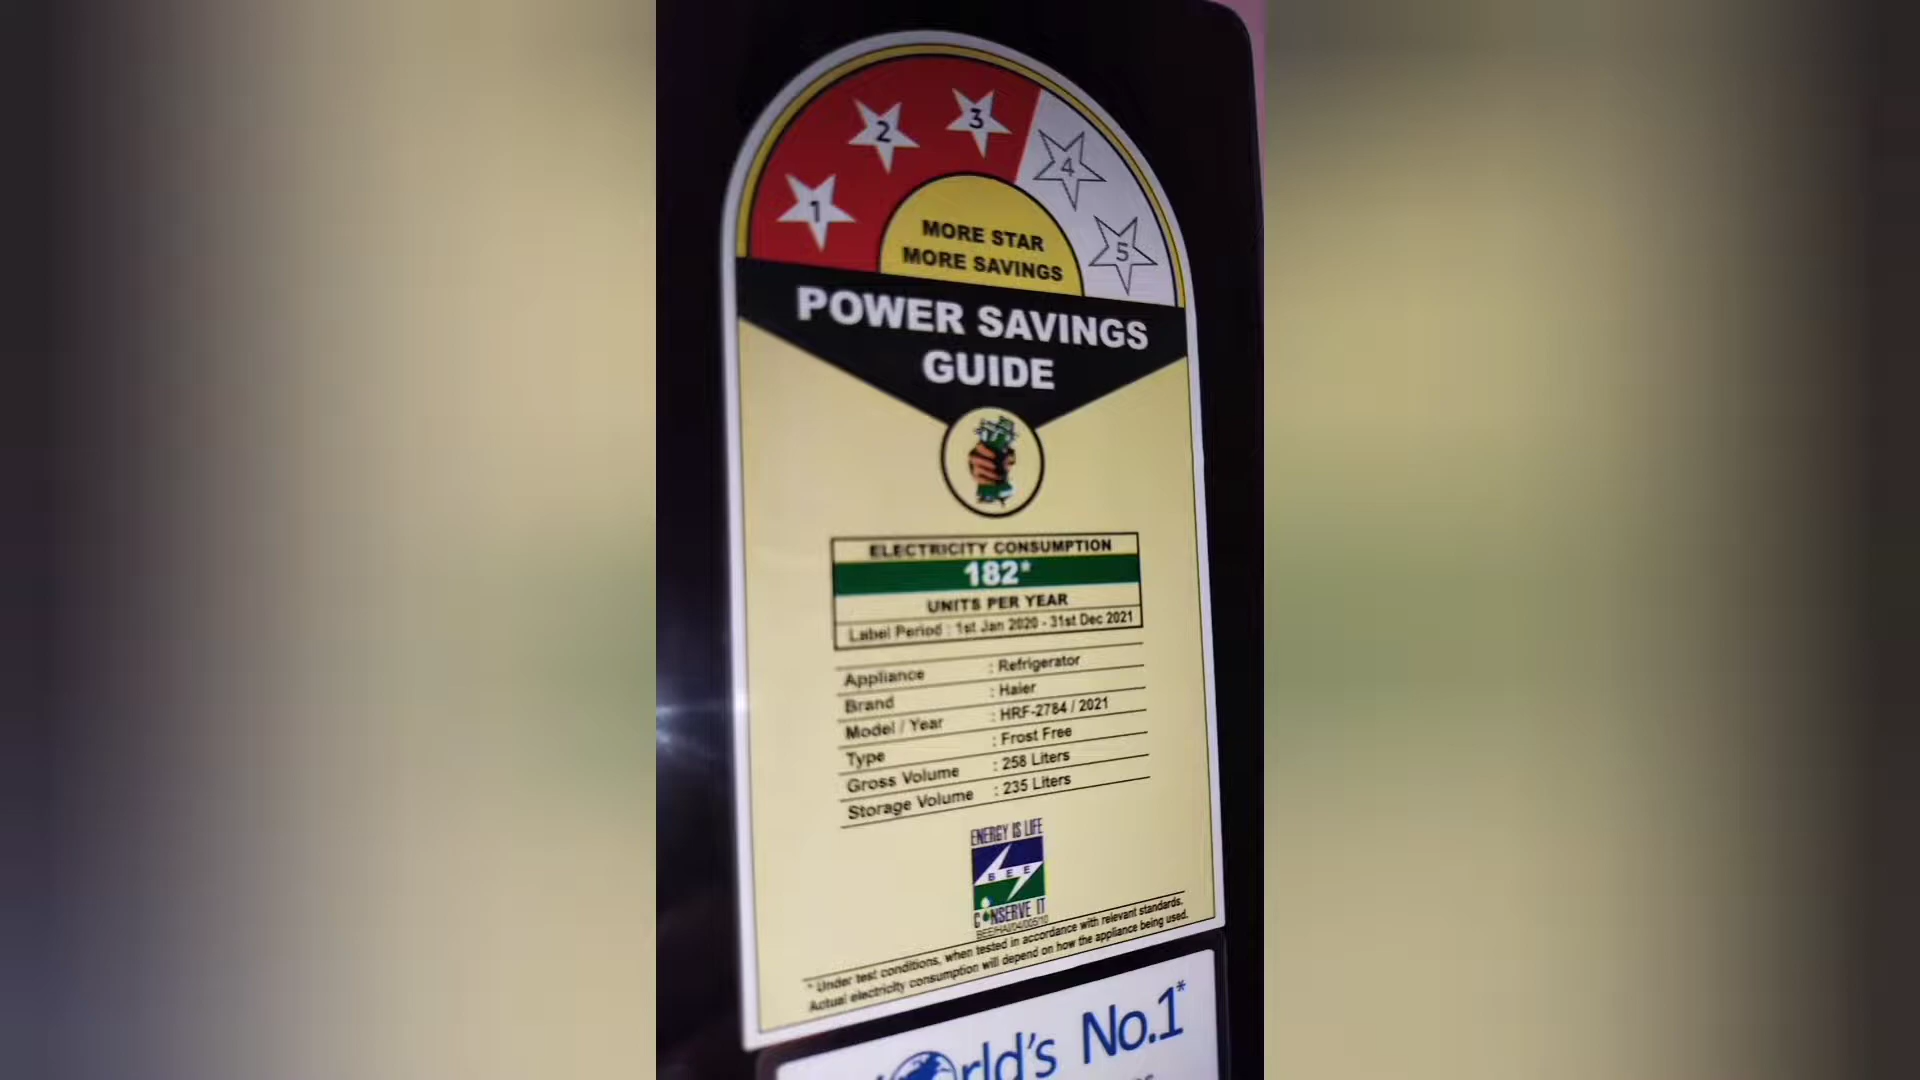 1 2 3 4 5
MORE STAR
MORE SAVINGS
POWER SAVINGS
GUIDE
ELECTRICITY CONSUMPTION
182*
UNITS PER YEAR
Label Period : 1st Jan 2020 - 31st Dec 2021
Appliance : Refrigerator
Brand : Haier
Model / Year : HRF-2784 / 2021
Type : Frost Free
Gross Volume : 258 Liters
Storage Volume : 235 Liters
ENERGY IS LIFE
BEE
CONSERVE IT
* Under test conditions, when tested in accordance with relevant standards.
Actual electricity consumption will depend on how the appliance being used.
World's No.1*